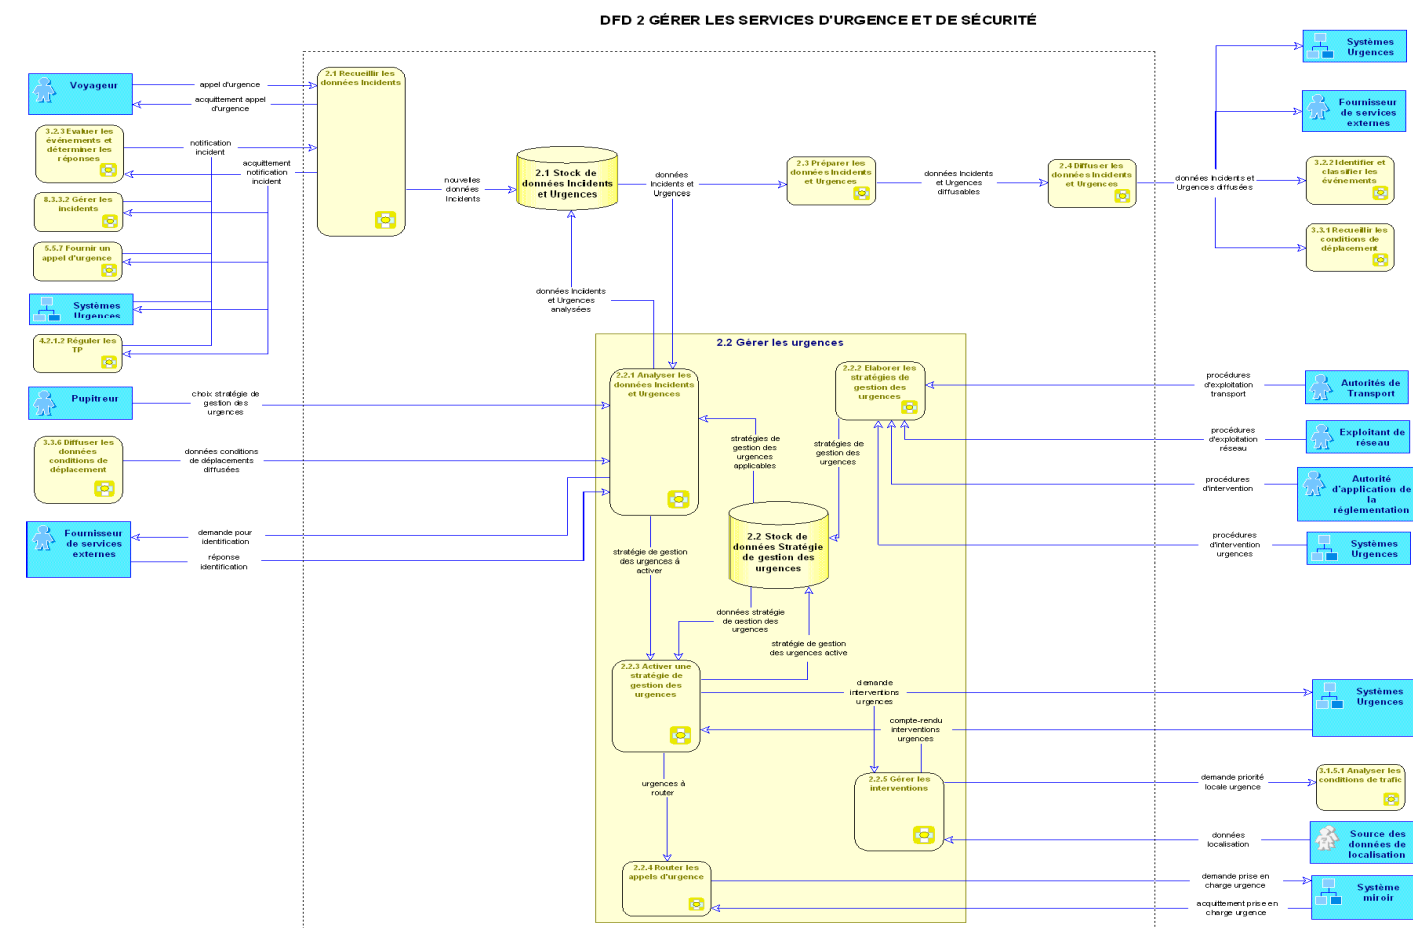 DFD 2 GÉRER LES SERVICES D'URGENCE ET DE SÉCURITÉ
Voyageur
appel d'urgence
acquittement appel
d'urgence
2.1 Recueillir les
données Incidents
3.2.3 Evaluer les
événements et
déterminer les
réponses
notification
incident
acquittement
notification
incident
8.3.3.2 Gérer les
incidents
5.5.7 Fournir un
appel d'urgence
Systèmes
Urgences
4.2.1.2 Réguler les
TP
nouvelles
données
Incidents
2.1 Stock de
données Incidents
et Urgences
données
Incidents et
Urgences
2.3 Préparer les
données Incidents
et Urgences
données Incidents
et Urgences
diffusables
2.4 Diffuser les
données Incidents
et Urgences
données Incidents et
Urgences diffusées
Systèmes
Urgences
Fournisseur
de services
externes
3.2.2 Identifier et
classifier les
événements
3.3.1 Recueillir les
conditions de
déplacement
données Incidents
et Urgences
analysées
2.2 Gérer les urgences
Pupitreur
choix stratégie de
gestion des
urgences
3.3.6 Diffuser les
données
conditions de
déplacement
données conditions
de déplacements
diffusées
Fournisseur
de services
externes
demande pour
identification
réponse
identification
2.2.1 Analyser les
données Incidents
et Urgences
2.2.2 Elaborer les
stratégies de
gestion des
urgences
stratégies de
gestion des
urgences
applicables
stratégies de
gestion des
urgences
2.2 Stock de
données Stratégie
de gestion des
urgences
procédures
d'exploitation
transport
Autorités de
Transport
procédures
d'exploitation
réseau
Exploitant de
réseau
procédures
d'intervention
Autorité
d'application de
la
réglementation
procédures
d'intervention
urgences
Systèmes
Urgences
stratégie de gestion
des urgences à
activer
données stratégie
de gestion des
urgences
stratégie de gestion
des urgences active
2.2.3 Activer une
stratégie de
gestion des
urgences
demande
interventions
urgences
compte-rendu
interventions
urgences
Systèmes
Urgences
urgences à
router
2.2.5 Gérer les
interventions
demande priorité
locale urgence
3.1.5.1 Analyser les
conditions de trafic
données
localisation
Source des
données de
localisation
2.2.4 Router les
appels d'urgence
demande prise en
charge urgence
acquittement prise en
charge urgence
Système
miroir